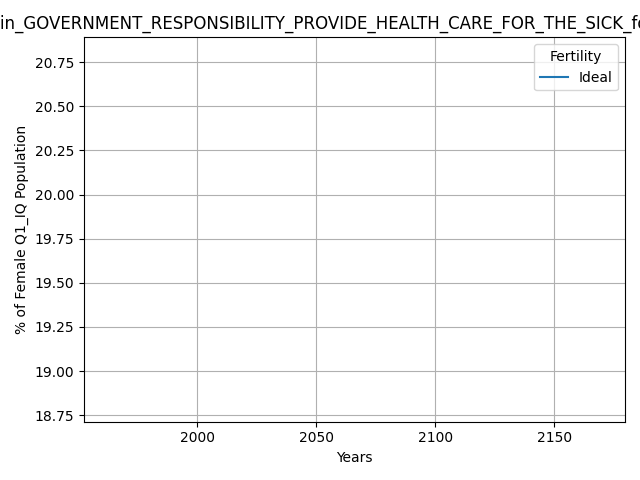 in_GOVERNMENT_RESPONSIBILITY_PROVIDE_HEALTH_CARE_FOR_THE_SICK_fe
Fertility
Ideal
20.75
20.50
20.25
20.00
19.75
19.50
19.25
19.00
18.75
% of Female Q1_IQ Population
2000 2050 2100 2150
Years